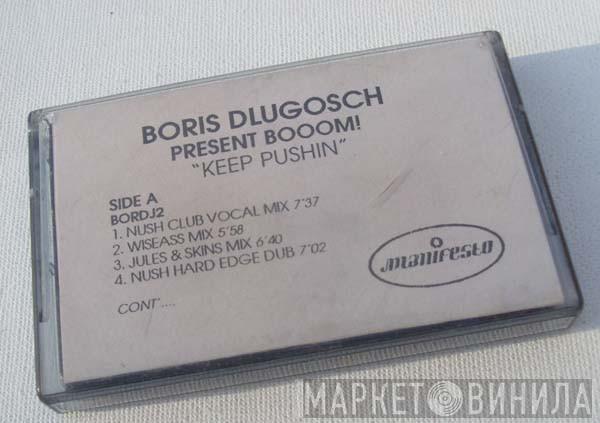 BORIS DLUGOSCH
PRESENT BOOOM!
"KEEP PUSHIN"
SIDE A
BORDJ2
1. NUSH CLUB VOCAL MIX 7'37
2. WISEASS MIX 5'58
3. JULES & SKINS MIX 6'40
4. NUSH HARD EDGE DUB 7'02
CONT'....
manifesto
МАРКЕТ ВИНИЛА